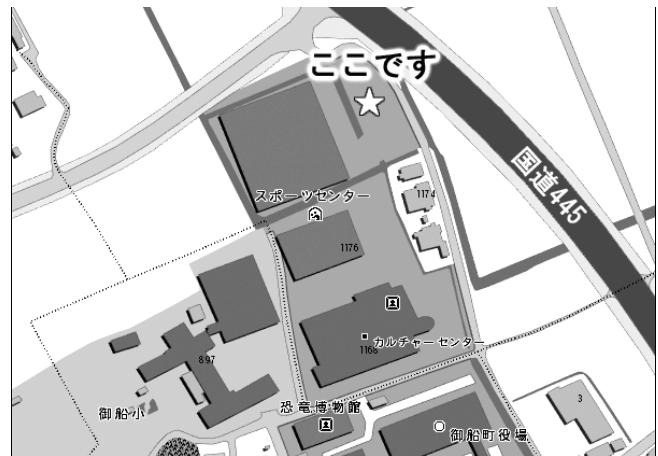 ここです
国道445
スポーツセンター
1174
1176
カルチャーセンター
1168
897
恐竜博物館
3
御船小
御船町役場